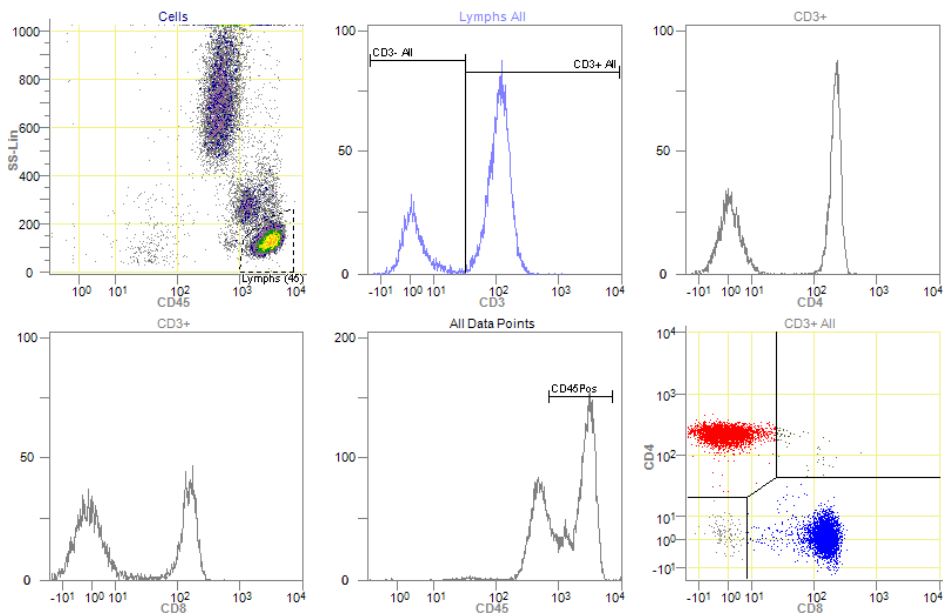 Cells
1000
800
600
400
200
0
SS-Lin
10⁰ 10¹ 10² 10³ 10⁴
CD45
Lymphs (45)
Lymphs All
100
50
0
CD3- All
CD3+ All
-10¹ 10⁰ 10¹ 10² 10³ 10⁴
CD3
CD3+
100
50
0
-10¹ 10⁰ 10¹ 10² 10³ 10⁴
CD4
CD3+
100
50
0
-10¹ 10⁰ 10¹ 10² 10³ 10⁴
CD8
All Data Points
200
100
0
CD45Pos
-10¹ 10⁰ 10¹ 10² 10³ 10⁴
CD45
CD3+ All
10⁴
10³
10²
10¹
10⁰
-10¹
CD4
-10¹ 10⁰ 10¹ 10² 10³ 10⁴
CD8